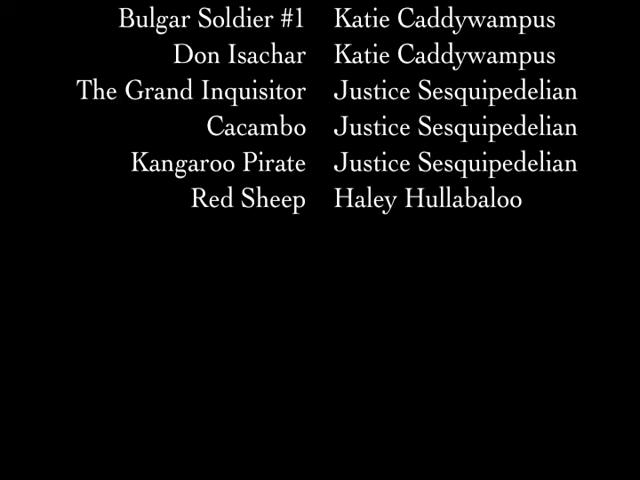 Bulgar Soldier #1 Katie Caddywampus
Don Isachar Katie Caddywampus
The Grand Inquisitor Justice Sesquipedelian
Cacambo Justice Sesquipedelian
Kangaroo Pirate Justice Sesquipedelian
Red Sheep Haley Hullabaloo